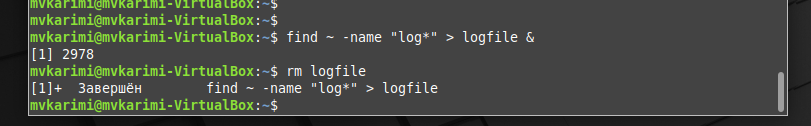 mvkarimi@mvkarimi-VirtualBox:~$
mvkarimi@mvkarimi-VirtualBox:~$
mvkarimi@mvkarimi-VirtualBox:~$ find ~ -name "log*" > logfile &
[1] 2978
mvkarimi@mvkarimi-VirtualBox:~$ rm logfile
[1]+  Завершён        find ~ -name "log*" > logfile
mvkarimi@mvkarimi-VirtualBox:~$